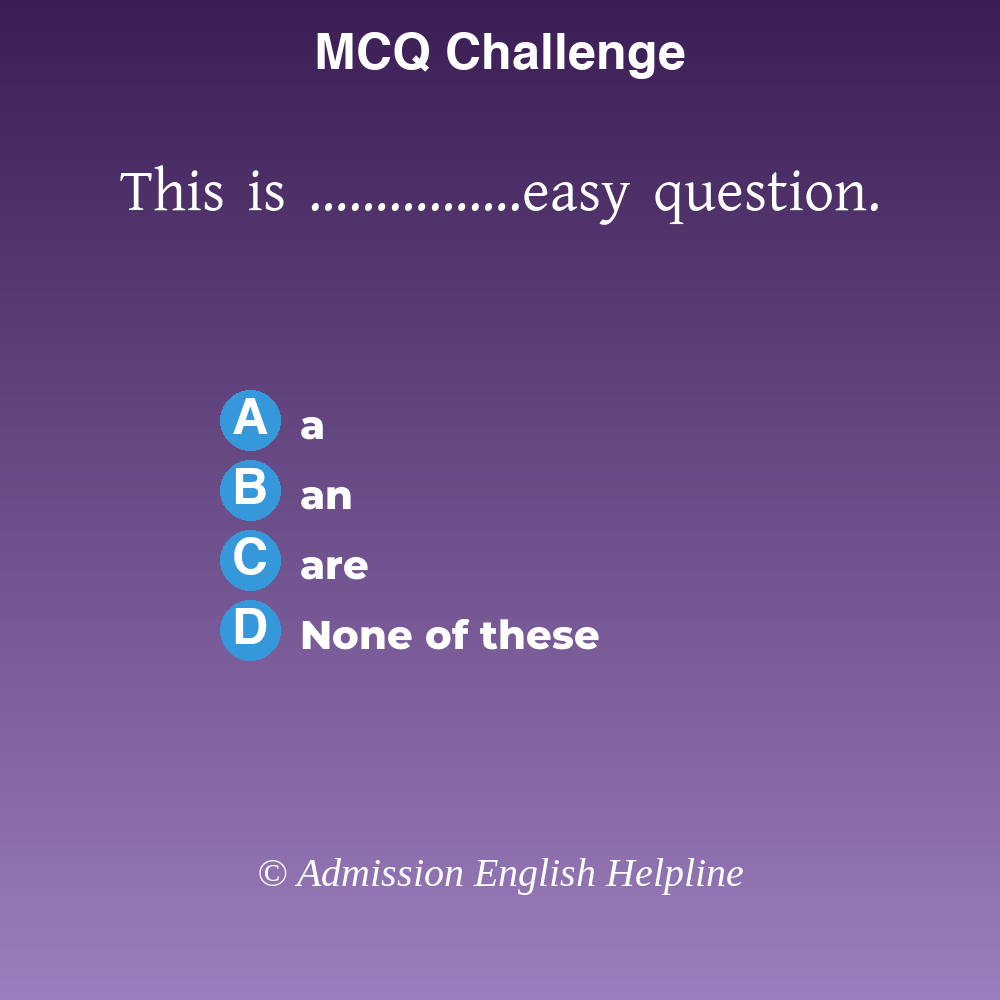 MCQ Challenge
This is ................easy question.
A a
B an
C are
D None of these
© Admission English Helpline